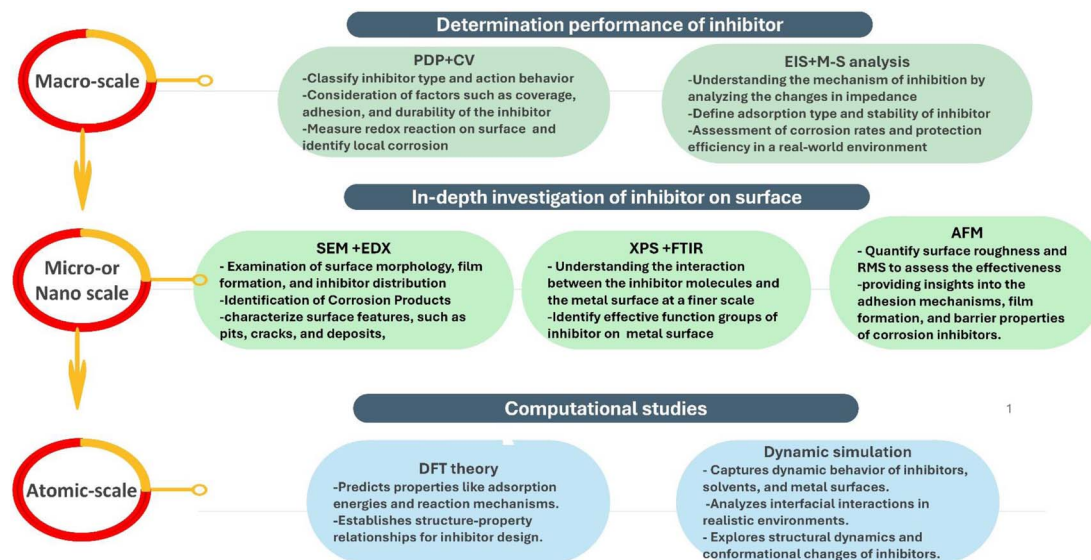 Determination performance of inhibitor
Macro-scale
PDP+CV
-Classify inhibitor type and action behavior
-Consideration of factors such as coverage,
adhesion, and durability of the inhibitor
-Measure redox reaction on surface and
identify local corrosion
EIS+M-S analysis
-Understanding the mechanism of inhibition by
analyzing the changes in impedance
-Define adsorption type and stability of inhibitor
-Assessment of corrosion rates and protection
efficiency in a real-world environment
In-depth investigation of inhibitor on surface
Micro-or
Nano scale
SEM +EDX
- Examination of surface morphology, film
formation, and inhibitor distribution
-Identification of Corrosion Products
-characterize surface features, such as
pits, cracks, and deposits,
XPS +FTIR
- Understanding the interaction
between the inhibitor molecules and
the metal surface at a finer scale
-Identify effective function groups of
inhibitor on metal surface
AFM
- Quantify surface roughness and
RMS to assess the effectiveness
-providing insights into the
adhesion mechanisms, film
formation, and barrier properties
of corrosion inhibitors.
Computational studies
1
Atomic-scale
DFT theory
-Predicts properties like adsorption
energies and reaction mechanisms.
-Establishes structure-property
relationships for inhibitor design.
Dynamic simulation
- Captures dynamic behavior of inhibitors,
solvents, and metal surfaces.
-Analyzes interfacial interactions in
realistic environments.
- Explores structural dynamics and
conformational changes of inhibitors.